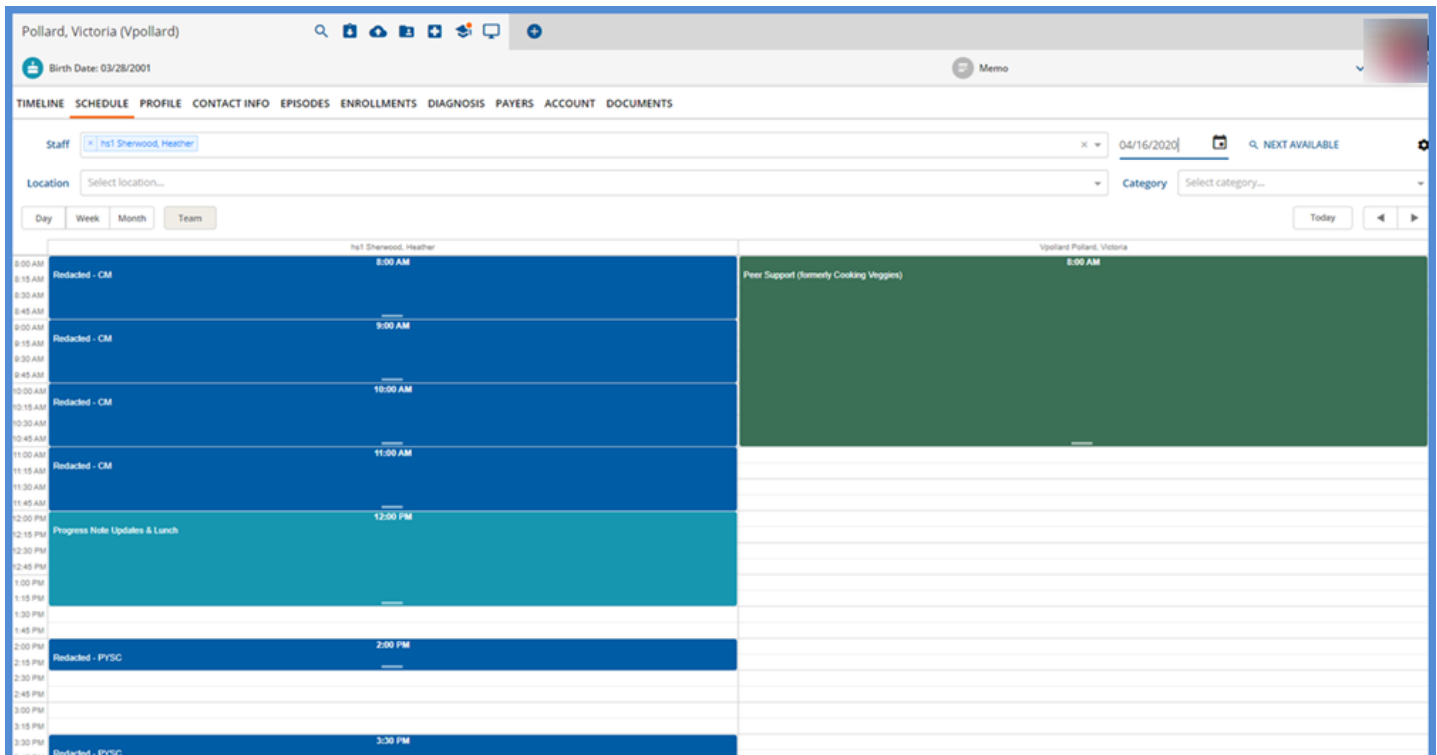 Pollard, Victoria (Vpollard)
Birth Date: 03/28/2001
Memo
TIMELINE SCHEDULE PROFILE CONTACT INFO EPISODES ENROLLMENTS DIAGNOSIS PAYERS ACCOUNT DOCUMENTS
Staff × hs1 Sherwood, Heather × 04/16/2020 NEXT AVAILABLE
Location Select location... Category Select category...
Day Week Month Team Today
hs1 Sherwood, Heather Vpollard Pollard, Victoria
8:00 AM 8:00 AM 8:00 AM
8:15 AM Redacted - CM Peer Support (formerly Cooking Veggies)
8:30 AM
8:45 AM
9:00 AM 9:00 AM
9:15 AM Redacted - CM
9:30 AM
9:45 AM
10:00 AM 10:00 AM
10:15 AM Redacted - CM
10:30 AM
10:45 AM
11:00 AM 11:00 AM
11:15 AM Redacted - CM
11:30 AM
11:45 AM
12:00 PM 12:00 PM
12:15 PM Progress Note Updates & Lunch
12:30 PM
12:45 PM
1:00 PM
1:15 PM
1:30 PM
1:45 PM
2:00 PM 2:00 PM
2:15 PM Redacted - PYSC
2:30 PM
2:45 PM
3:00 PM
3:15 PM
3:30 PM 3:30 PM
Redacted - PYSC